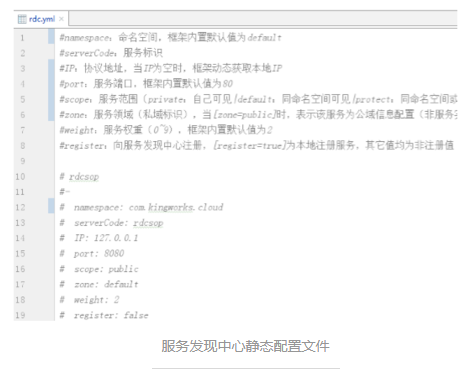 rdc.yml
1 #namespace：命名空间，框架内置默认值为default
2 #serverCode：服务标识
3 #IP：协议地址，当IP为空时，框架动态获取本地IP
4 #port：服务端口，框架内置默认值为80
5 #scope：服务范围（private：自己可见/default：同命名空间可见/protect：同命名空间或
6 #zone：服务领域（私域标识），当[zone=public]时，表示该服务为公域信息配置（非服务
7 #weight：服务权重（0~9），框架内置默认值为2
8 #register：向服务发现中心注册，[register=true]为本地注册服务，其它值均为非注册值
9
10 # rdcsop
11 #-
12 # namespace: com.kingworks.cloud
13 # serverCode: rdcsop
14 # IP: 127.0.0.1
15 # port: 8080
16 # scope: public
17 # zone: default
18 # weight: 2
19 # register: false
服务发现中心静态配置文件